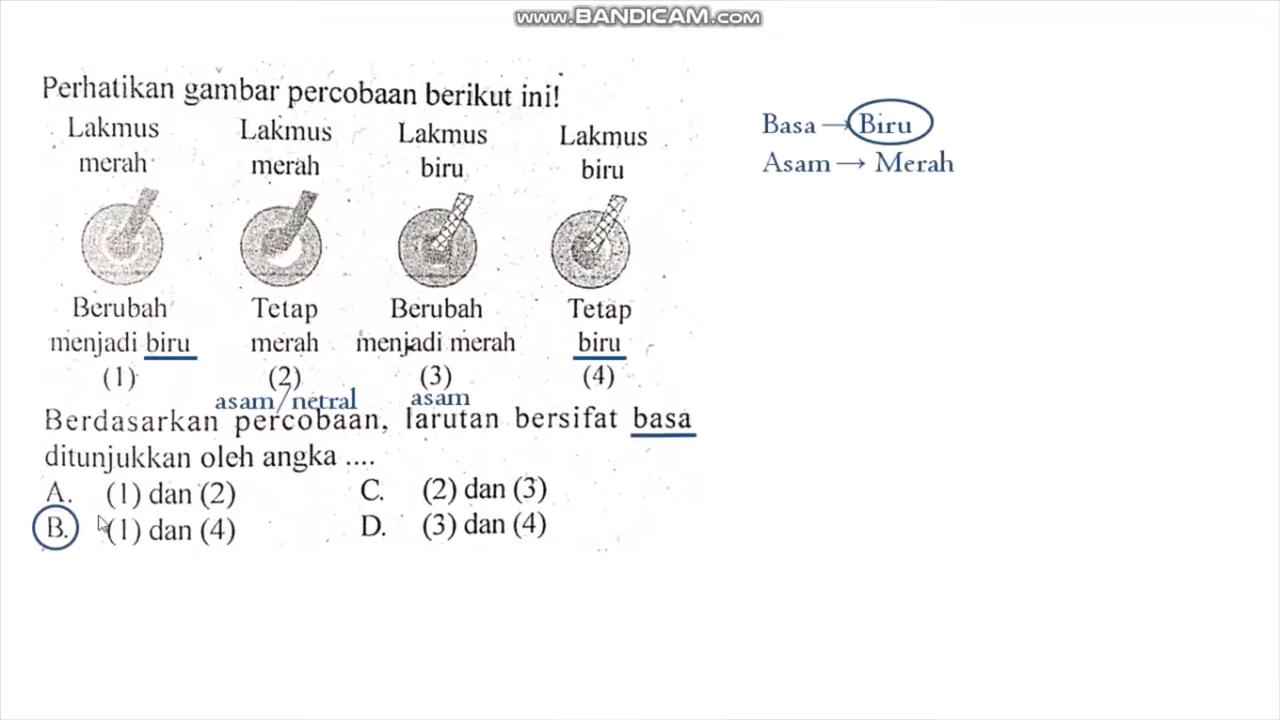 www.BANDICAM.com
Perhatikan gambar percobaan berikut ini!
Lakmus merah
Lakmus merah
Lakmus biru
Lakmus biru
Berubah menjadi biru
(1)
Tetap merah
(2)
asam/netral
Berubah menjadi merah
(3)
asam
Tetap biru
(4)
Berdasarkan percobaan, larutan bersifat basa
ditunjukkan oleh angka ....
A. (1) dan (2)
B. (1) dan (4)
C. (2) dan (3)
D. (3) dan (4)
Basa → Biru
Asam → Merah